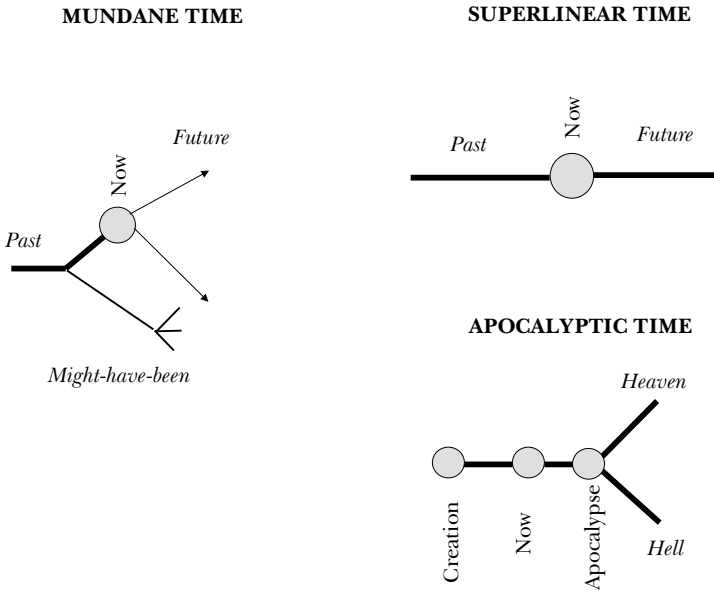 MUNDANE TIME
Future
Now
Past
Might-have-been
SUPERLINEAR TIME
Now
Past
Future
APOCALYPTIC TIME
Heaven
Creation
Now
Apocalypse
Hell